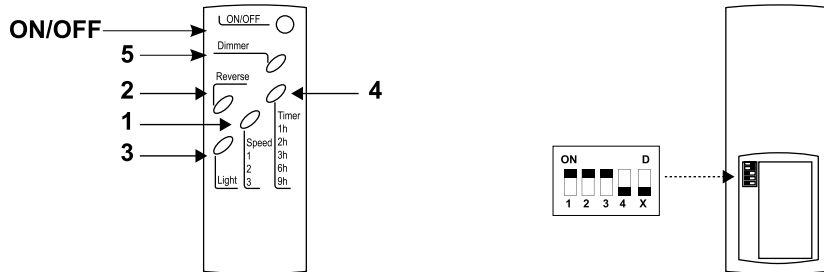 ON/OFF
ON/OFF
5
Dimmer
2
Reverse
4
1
3
Timer
1h
2h
3h
6h
9h
Speed
1
2
3
Light
ON D
1 2 3 4 X